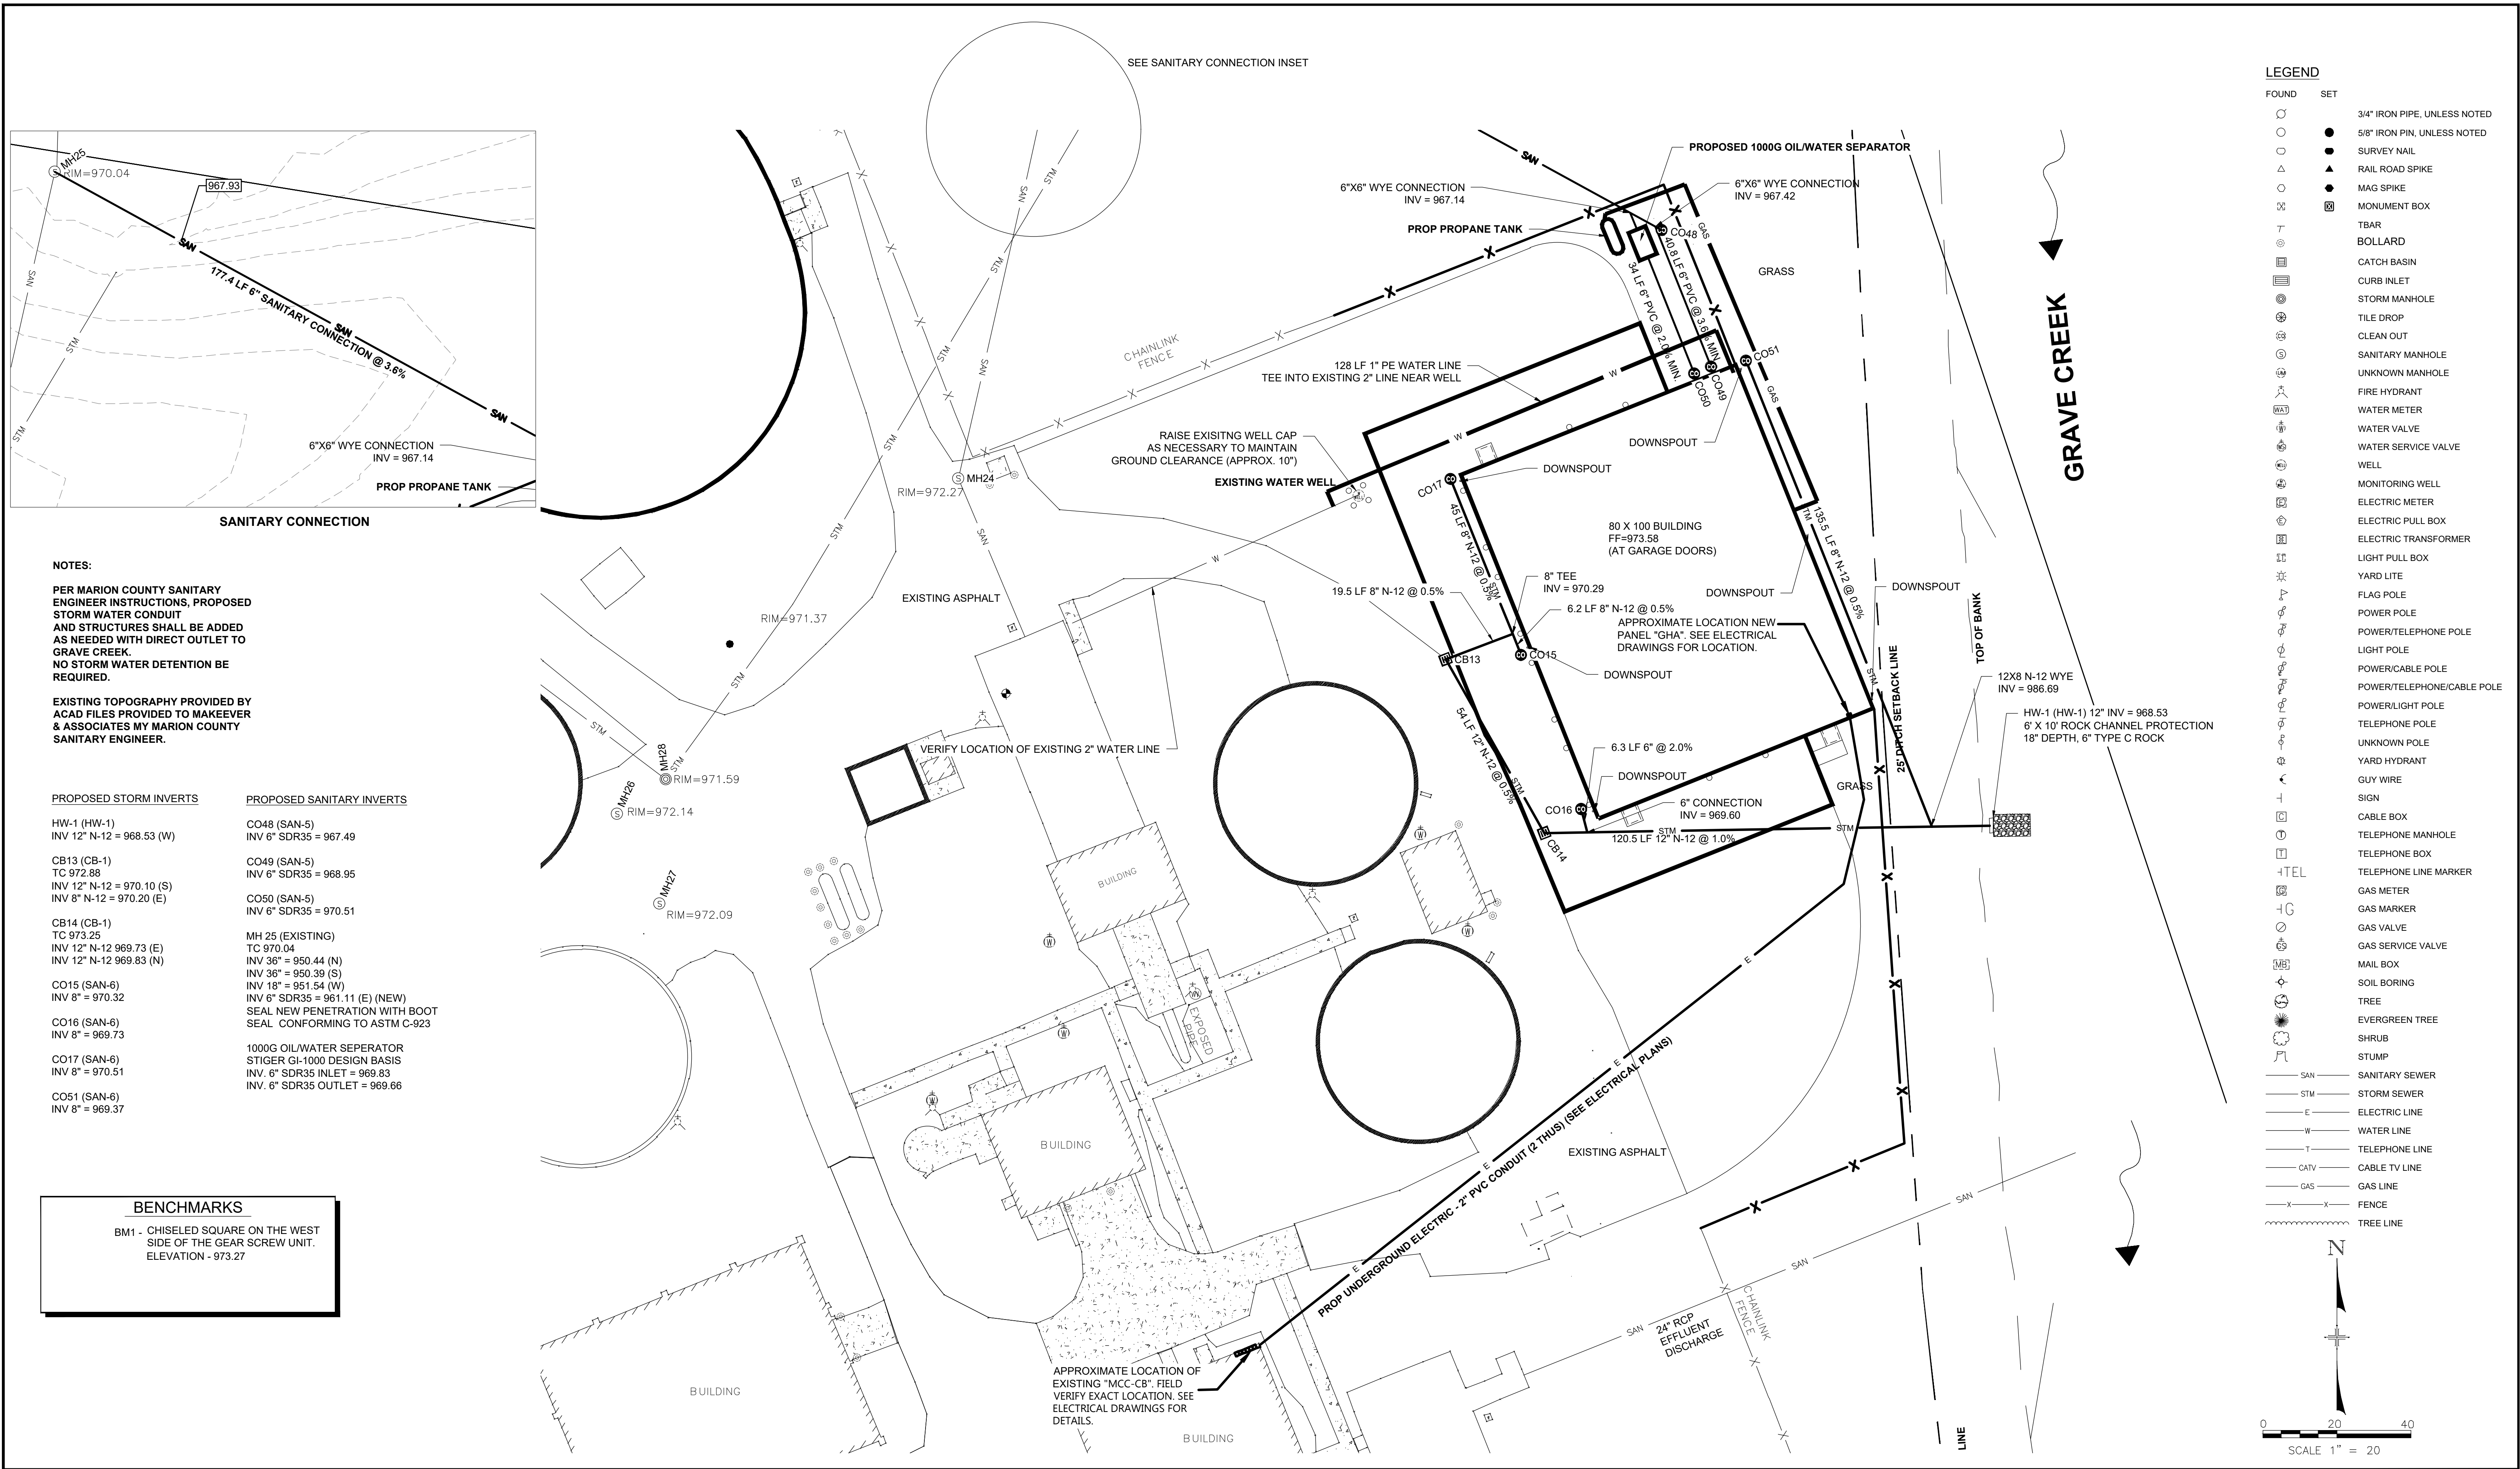 SEE SANITARY CONNECTION INSET
MH25
RIM=970.04
967.93
SAN
SAN
177.4 LF 6" SANITARY CONNECTION @ 3.6%
SAN
SAN
STM
STM
6"X6" WYE CONNECTION
INV = 967.14
PROP PROPANE TANK
SANITARY CONNECTION
NOTES:
PER MARION COUNTY SANITARY
ENGINEER INSTRUCTIONS, PROPOSED
STORM WATER CONDUIT
AND STRUCTURES SHALL BE ADDED
AS NEEDED WITH DIRECT OUTLET TO
GRAVE CREEK.
NO STORM WATER DETENTION BE
REQUIRED.
EXISTING TOPOGRAPHY PROVIDED BY
ACAD FILES PROVIDED TO MAKEEVER
& ASSOCIATES MY MARION COUNTY
SANITARY ENGINEER.
PROPOSED STORM INVERTS
HW-1 (HW-1)
INV 12" N-12 = 968.53 (W)
CB13 (CB-1)
TC 972.88
INV 12" N-12 = 970.10 (S)
INV 8" N-12 = 970.20 (E)
CB14 (CB-1)
TC 973.25
INV 12" N-12 969.73 (E)
INV 12" N-12 969.83 (N)
CO15 (SAN-6)
INV 8" = 970.32
CO16 (SAN-6)
INV 8" = 969.73
CO17 (SAN-6)
INV 8" = 970.51
CO51 (SAN-6)
INV 8" = 969.37
PROPOSED SANITARY INVERTS
CO48 (SAN-5)
INV 6" SDR35 = 967.49
CO49 (SAN-5)
INV 6" SDR35 = 968.95
CO50 (SAN-5)
INV 6" SDR35 = 970.51
MH 25 (EXISTING)
TC 970.04
INV 36" = 950.44 (N)
INV 36" = 950.39 (S)
INV 18" = 951.54 (W)
INV 6" SDR35 = 961.11 (E) (NEW)
SEAL NEW PENETRATION WITH BOOT
SEAL CONFORMING TO ASTM C-923
1000G OIL/WATER SEPERATOR
STIGER GI-1000 DESIGN BASIS
INV. 6" SDR35 INLET = 969.83
INV. 6" SDR35 OUTLET = 969.66
BENCHMARKS
BM1 - CHISELED SQUARE ON THE WEST
SIDE OF THE GEAR SCREW UNIT.
ELEVATION - 973.27
SAN
STM
STM
STM
SAN
STM
STM
STM
STM
STM
SAN
SAN
PROPOSED 1000G OIL/WATER SEPARATOR
6"X6" WYE CONNECTION
INV = 967.14
6"X6" WYE CONNECTION
INV = 967.42
PROP PROPANE TANK
CO48
GAS
GRASS
40.8 LF 6" PVC @ 3.6% MIN.
34 LF 6" PVC @ 2.0% MIN.
CO51
CO49
CO50
GAS
CHAINLINK
FENCE
128 LF 1" PE WATER LINE
TEE INTO EXISTING 2" LINE NEAR WELL
W
W
W
RAISE EXISITNG WELL CAP
AS NECESSARY TO MAINTAIN
GROUND CLEARANCE (APPROX. 10")
EXISTING WATER WELL
MH24
RIM=972.27
DOWNSPOUT
DOWNSPOUT
CO17
45 LF 8" N-12 @ 0.5%
STM
80 X 100 BUILDING
FF=973.58
(AT GARAGE DOORS)
8" TEE
INV = 970.29
19.5 LF 8" N-12 @ 0.5%
6.2 LF 8" N-12 @ 0.5%
APPROXIMATE LOCATION NEW
PANEL "GHA". SEE ELECTRICAL
DRAWINGS FOR LOCATION.
DOWNSPOUT
DOWNSPOUT
TM
135.5 LF 8" N-12 @ 0.5%
STM
CB13
CO15
DOWNSPOUT
54 LF 12" N-12 @ 0.5%
STM
6.3 LF 6" @ 2.0%
DOWNSPOUT
CO16
6" CONNECTION
INV = 969.60
STM
STM
120.5 LF 12" N-12 @ 1.0%
CB14
GRASS
25' DITCH SETBACK LINE
TOP OF BANK
12X8 N-12 WYE
INV = 986.69
HW-1 (HW-1) 12" INV = 968.53
6' X 10' ROCK CHANNEL PROTECTION
18" DEPTH, 6" TYPE C ROCK
GRAVE CREEK
EXISTING ASPHALT
RIM=971.37
VERIFY LOCATION OF EXISTING 2" WATER LINE
MH28
RIM=971.59
MH26
RIM=972.14
MH27
RIM=972.09
BUILDING
EXPOSED
PIPE
BUILDING
BUILDING
BUILDING
E
E
E
E
PROP UNDERGROUND ELECTRIC - 2" PVC CONDUIT (2 THUS) (SEE ELECTRICAL PLANS)
EXISTING ASPHALT
SAN
SAN
SAN
24" RCP
EFFLUENT
DISCHARGE
CHAINLINK
FENCE
APPROXIMATE LOCATION OF
EXISTING "MCC-CB". FIELD
VERIFY EXACT LOCATION. SEE
ELECTRICAL DRAWINGS FOR
DETAILS.
LINE
LEGEND
FOUND SET
3/4" IRON PIPE, UNLESS NOTED
5/8" IRON PIN, UNLESS NOTED
SURVEY NAIL
RAIL ROAD SPIKE
MAG SPIKE
MONUMENT BOX
TBAR
BOLLARD
CATCH BASIN
CURB INLET
STORM MANHOLE
TILE DROP
CLEAN OUT
SANITARY MANHOLE
UNKNOWN MANHOLE
FIRE HYDRANT
WATER METER
WATER VALVE
WATER SERVICE VALVE
WELL
MONITORING WELL
ELECTRIC METER
ELECTRIC PULL BOX
ELECTRIC TRANSFORMER
LIGHT PULL BOX
YARD LITE
FLAG POLE
POWER POLE
POWER/TELEPHONE POLE
LIGHT POLE
POWER/CABLE POLE
POWER/TELEPHONE/CABLE POLE
POWER/LIGHT POLE
TELEPHONE POLE
UNKNOWN POLE
YARD HYDRANT
GUY WIRE
SIGN
CABLE BOX
TELEPHONE MANHOLE
TELEPHONE BOX
TEL TELEPHONE LINE MARKER
GAS METER
G GAS MARKER
GAS VALVE
GAS SERVICE VALVE
MB MAIL BOX
SOIL BORING
TREE
EVERGREEN TREE
SHRUB
STUMP
SAN SANITARY SEWER
STM STORM SEWER
E ELECTRIC LINE
W WATER LINE
T TELEPHONE LINE
CATV CABLE TV LINE
GAS GAS LINE
X X FENCE
TREE LINE
N
0 20 40
SCALE 1" = 20